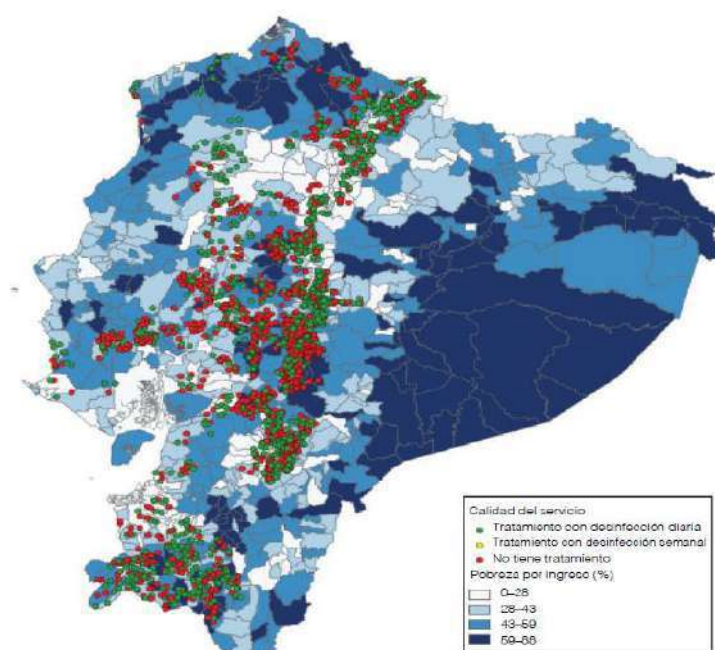 Calidad del servicio
Tratamiento con desinfección diaria
Tratamiento con desinfección semanal
No tiene tratamiento
Pobreza por ingreso (%)
0–28
28–43
43–59
59–88